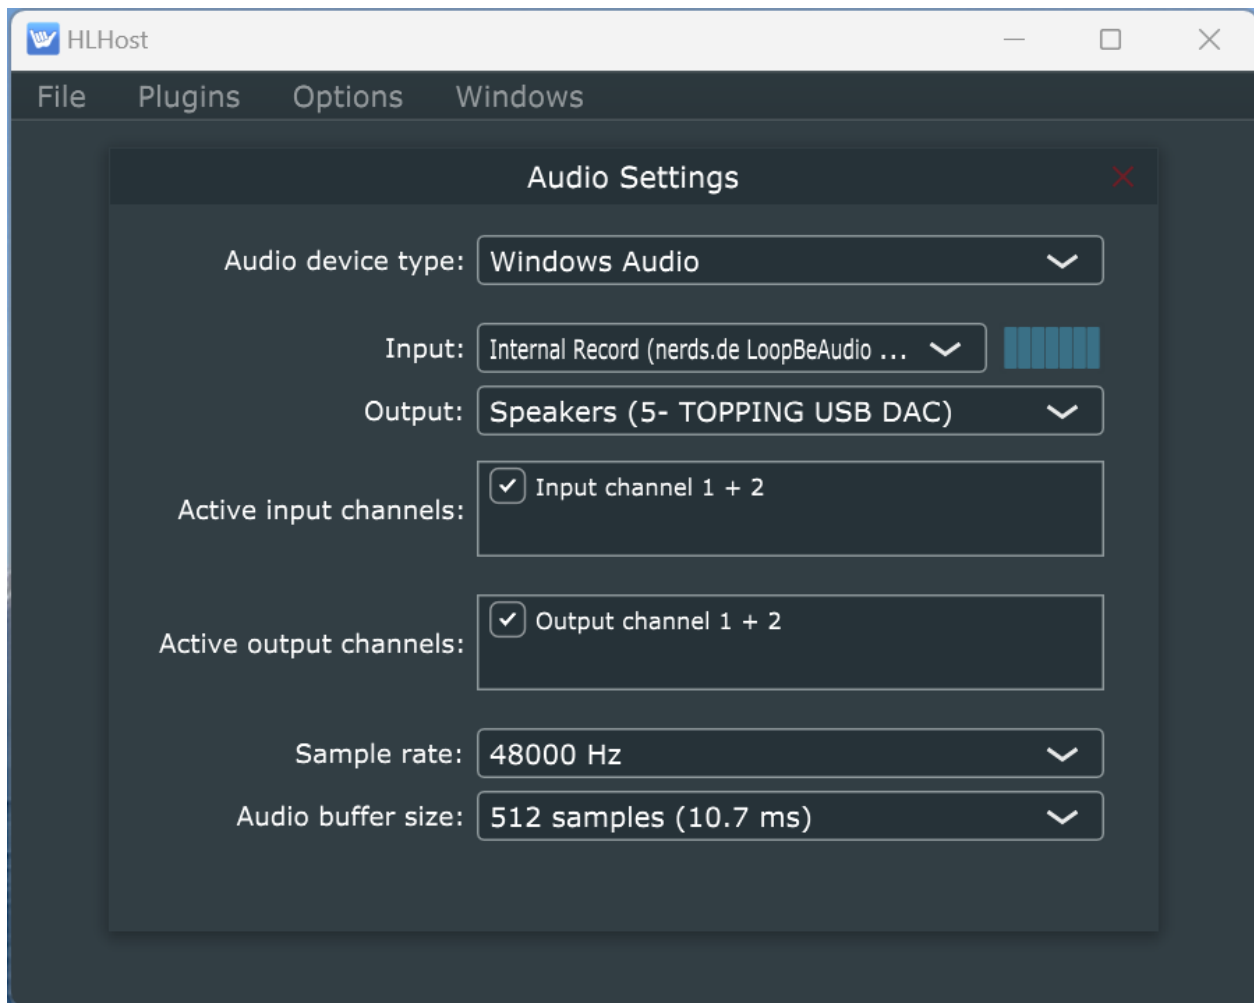 HLHost
File Plugins Options Windows
Audio Settings
Audio device type: Windows Audio
Input: Internal Record (nerds.de LoopBeAudio ...
Output: Speakers (5- TOPPING USB DAC)
Active input channels: Input channel 1 + 2
Active output channels: Output channel 1 + 2
Sample rate: 48000 Hz
Audio buffer size: 512 samples (10.7 ms)